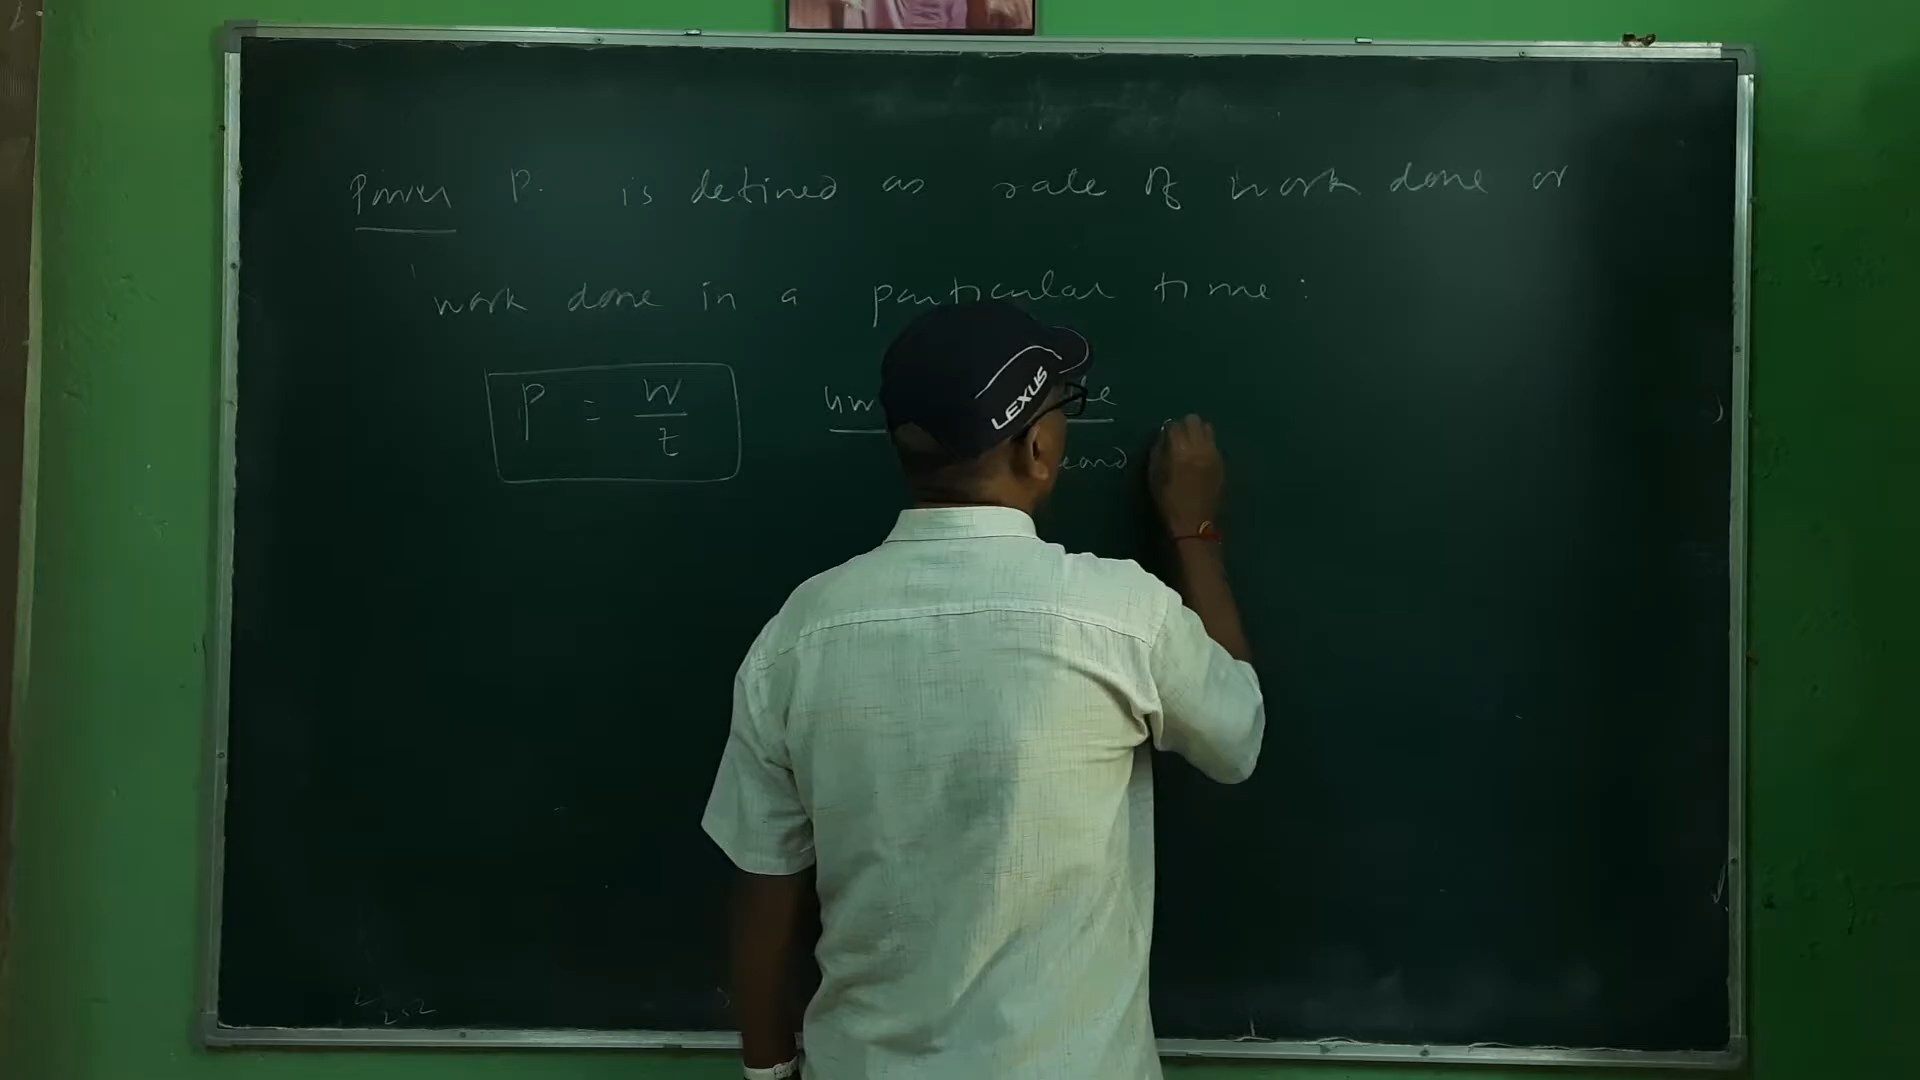 Power P. is defined as rate of work done or
work done in a particular time:
P = W/t
LEXUS